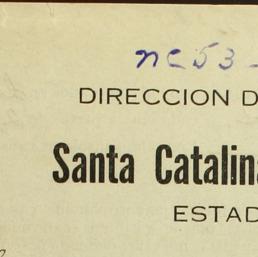 nc53-
DIRECCION D
Santa Catalina
ESTAD